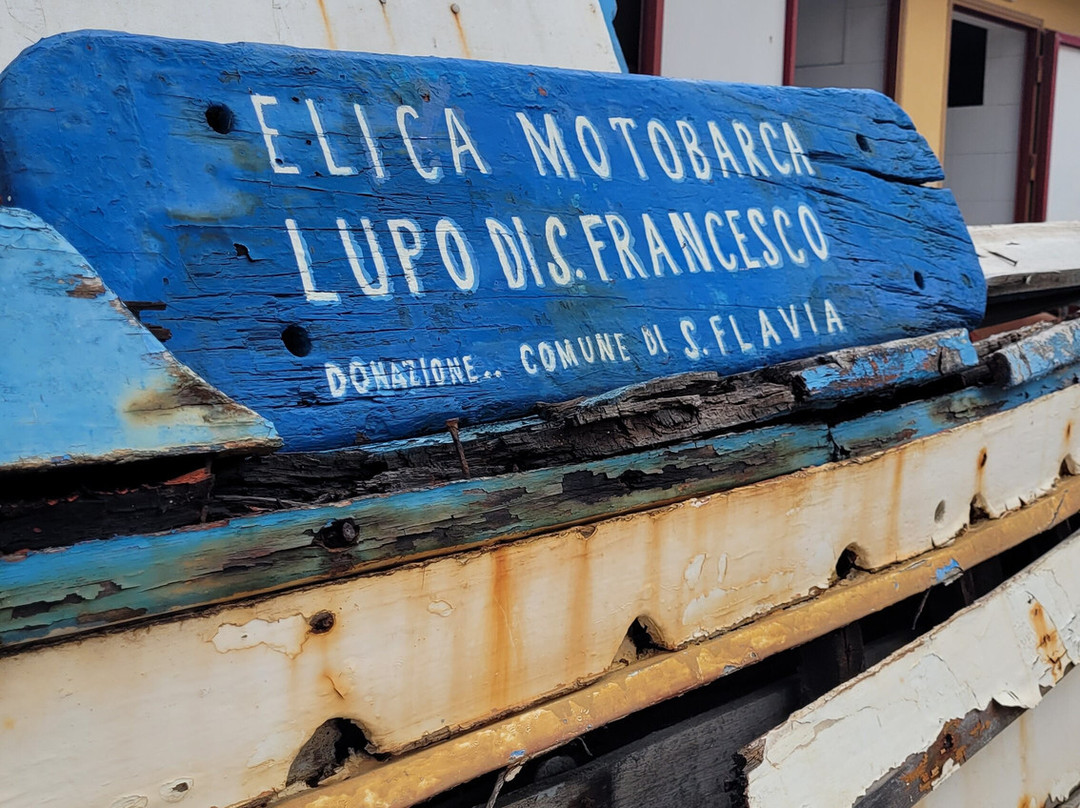 ELICA MOTOBARCA
LUPO DI S. FRANCESCO
DONAZIONE.. COMUNE DI S. FLAVIA